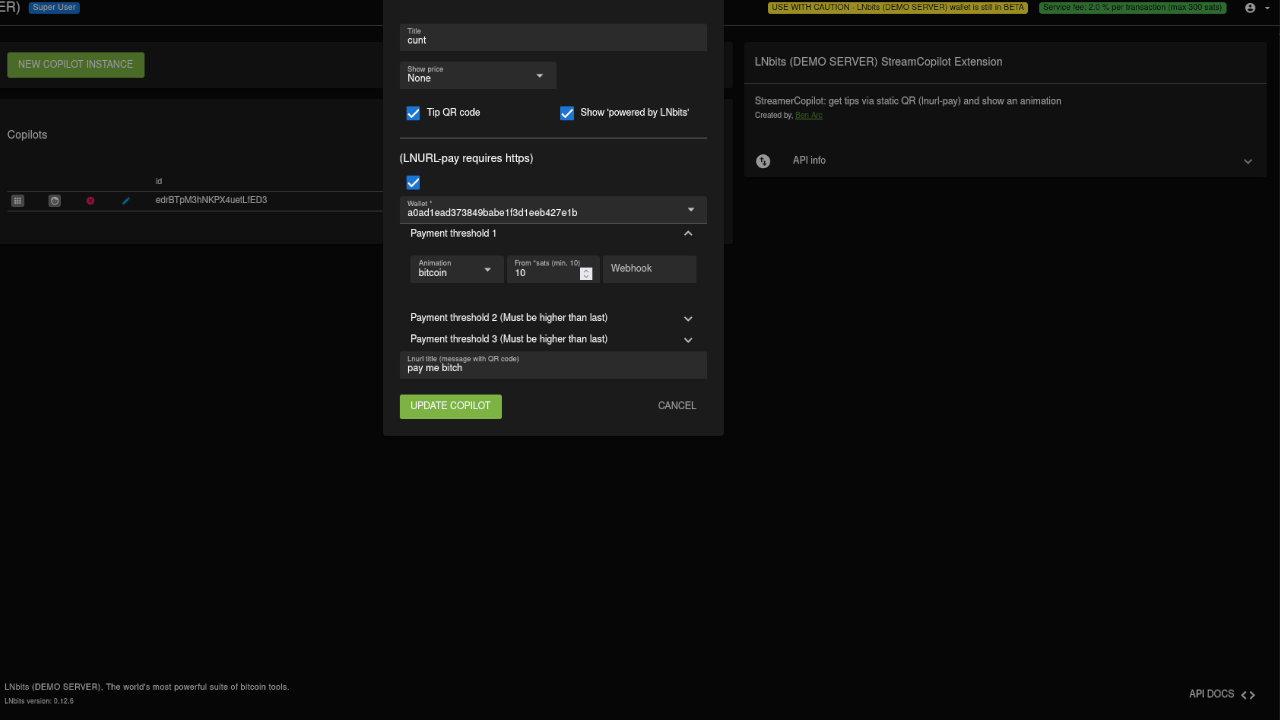 ER) Super User
USE WITH CAUTION - LNbits (DEMO SERVER) wallet is still in BETA
Service fee: 2.0 % per transaction (max 300 sats)
NEW COPILOT INSTANCE
Copilots
id
edrBTpM3hNKPX4uetL!ED3
Title
cunt
Show price
None
Tip QR code
Show 'powered by LNbits'
(LNURL-pay requires https)
Wallet *
a0ad1ead373849babe1f3d1eeb427e1b
Payment threshold 1
Animation
bitcoin
From *sats (min. 10)
10
Webhook
Payment threshold 2 (Must be higher than last)
Payment threshold 3 (Must be higher than last)
Lnurl title (message with QR code)
pay me bitch
UPDATE COPILOT
CANCEL
LNbits (DEMO SERVER) StreamCopilot Extension
StreamerCopilot: get tips via static QR (lnurl-pay) and show an animation
Created by, Ben Arc
API info
LNbits (DEMO SERVER), The world's most powerful suite of bitcoin tools.
LNbits version: 0.12.8
API DOCS